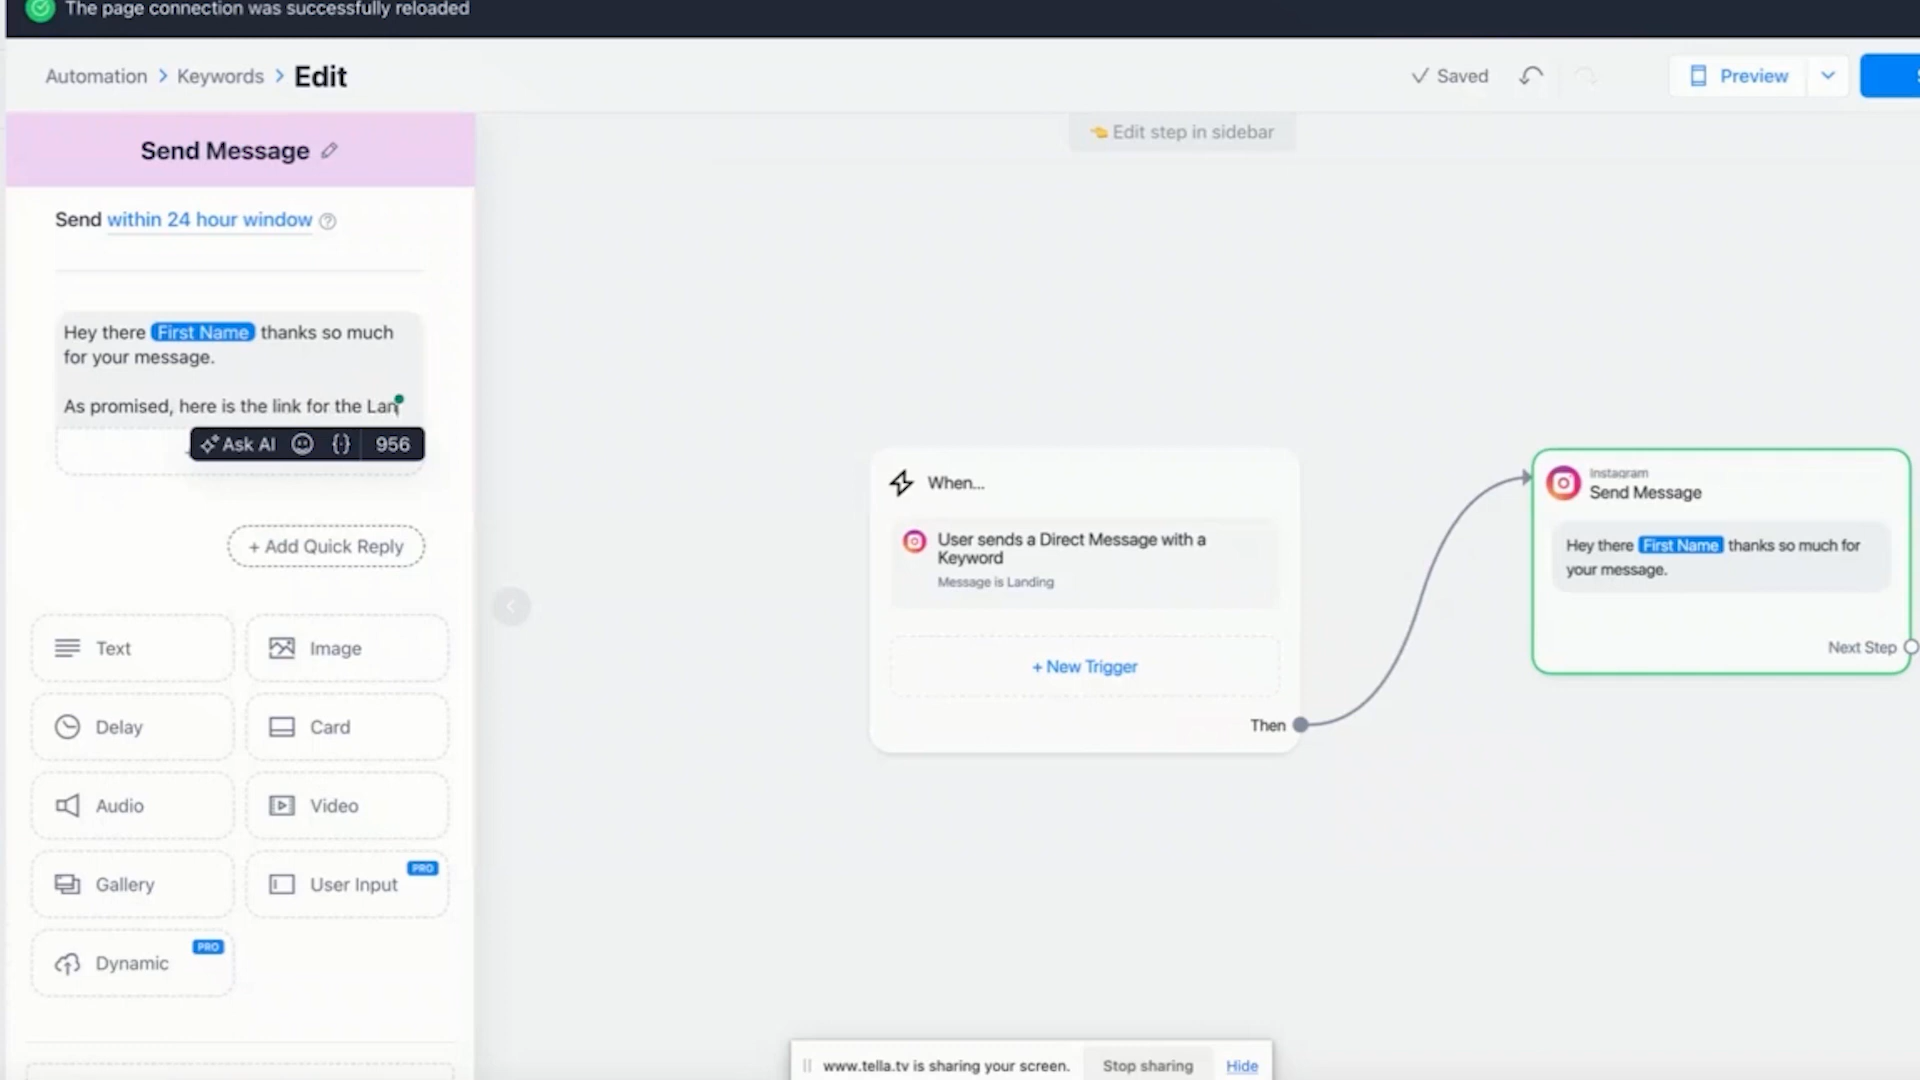 The page connection was successfully reloaded
Automation > Keywords > Edit
Saved
Preview
Edit step in sidebar
Send Message
Send within 24 hour window
Hey there First Name thanks so much
for your message.
As promised, here is the link for the Lan
Ask AI 956
+ Add Quick Reply
Text
Image
Delay
Card
Audio
Video
Gallery
User Input PRO
Dynamic PRO
When...
User sends a Direct Message with a
Keyword
Message is Landing
+ New Trigger
Then
Instagram
Send Message
Hey there First Name thanks so much for
your message.
Next Step
www.tella.tv is sharing your screen.
Stop sharing
Hide